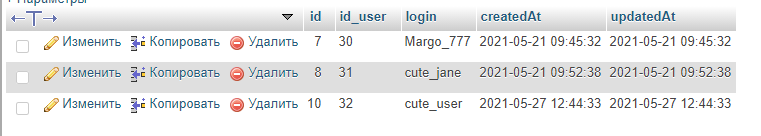 id id_user login createdAt updatedAt
Изменить Копировать Удалить 7 30 Margo_777 2021-05-21 09:45:32 2021-05-21 09:45:32
Изменить Копировать Удалить 8 31 cute_jane 2021-05-21 09:52:38 2021-05-21 09:52:38
Изменить Копировать Удалить 10 32 cute_user 2021-05-27 12:44:33 2021-05-27 12:44:33